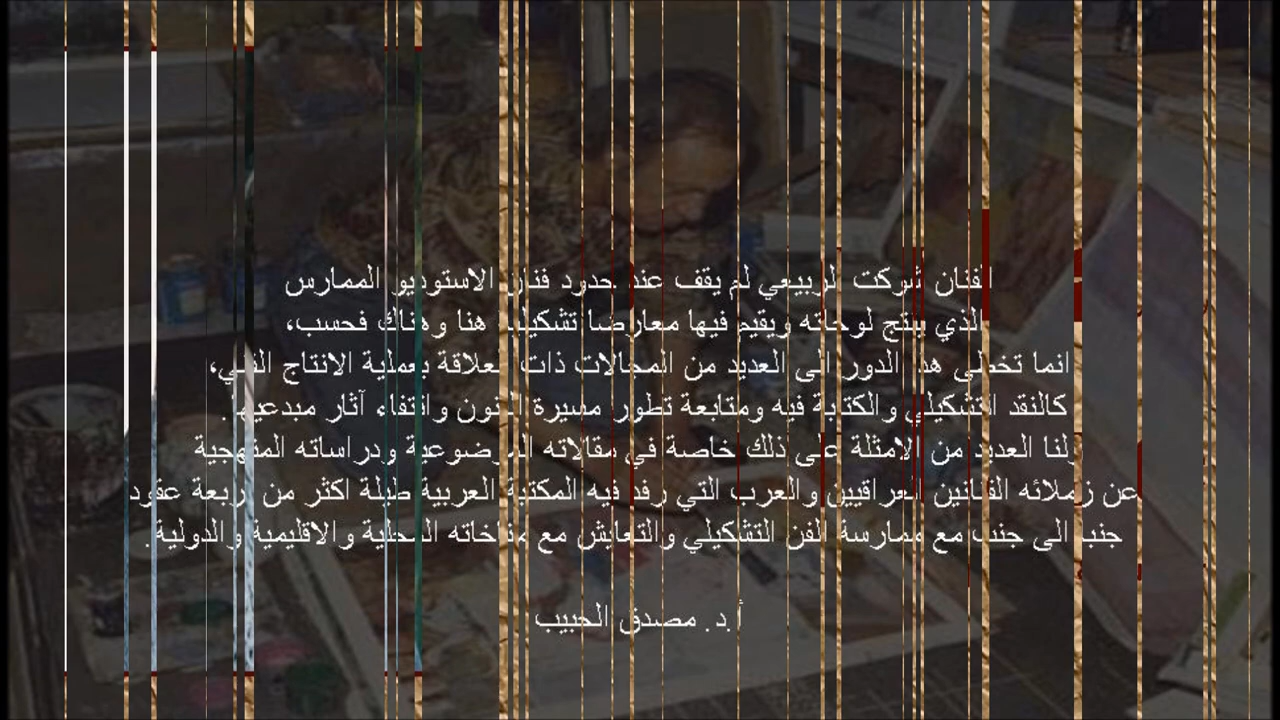 الفنان شوكت الربيعي لم يقف عند حدود فنان الاستوديو الممارس
الذي ينتج لوحاته ويقيم فيها معارضا تشكيلية هنا وهناك فحسب،
انما تخطى هذا الدور الى العديد من المجالات ذات العلاقة بعملية الانتاج الفني،
كالنقد التشكيلي والكتابة فيه ومتابعة تطور مسيرة الفنون واقتفاء آثار مبدعيها.
ولنا العديد من الامثلة على ذلك خاصة في مقالاته الموضوعية ودراساته المنهجية
عن زملائه الفنانين العراقيين والعرب التي رفد فيه المكتبة العربية طيلة اكثر من اربعة عقود
جنبا الى جنب مع ممارسة الفن التشكيلي والتعايش مع مناخاته المحلية والاقليمية والدولية.
أ.د. مصدق الحبيب